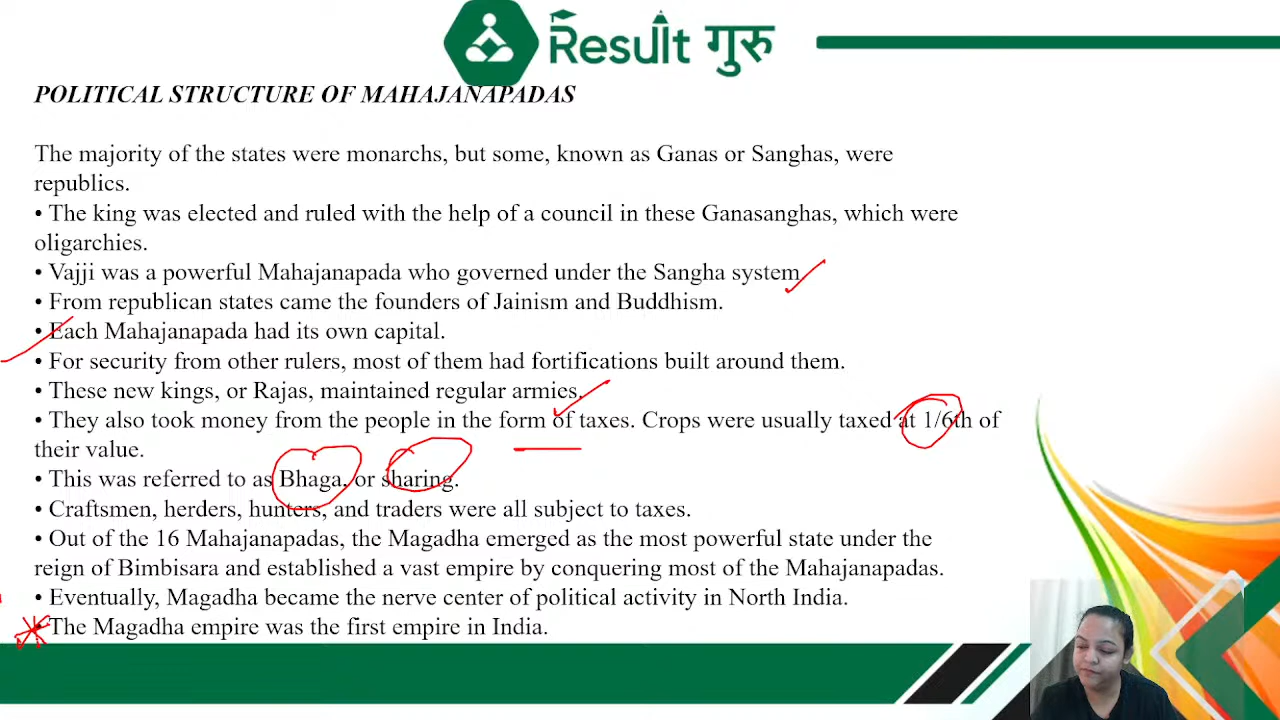 Result गुरु
POLITICAL STRUCTURE OF MAHAJANAPADAS
The majority of the states were monarchs, but some, known as Ganas or Sanghas, were
republics.
• The king was elected and ruled with the help of a council in these Ganasanghas, which were
oligarchies.
• Vajji was a powerful Mahajanapada who governed under the Sangha system
• From republican states came the founders of Jainism and Buddhism.
• Each Mahajanapada had its own capital.
• For security from other rulers, most of them had fortifications built around them.
• These new kings, or Rajas, maintained regular armies.
• They also took money from the people in the form of taxes. Crops were usually taxed at 1/6th of
their value.
• This was referred to as Bhaga, or sharing.
• Craftsmen, herders, hunters, and traders were all subject to taxes.
• Out of the 16 Mahajanapadas, the Magadha emerged as the most powerful state under the
reign of Bimbisara and established a vast empire by conquering most of the Mahajanapadas.
• Eventually, Magadha became the nerve center of political activity in North India.
• The Magadha empire was the first empire in India.